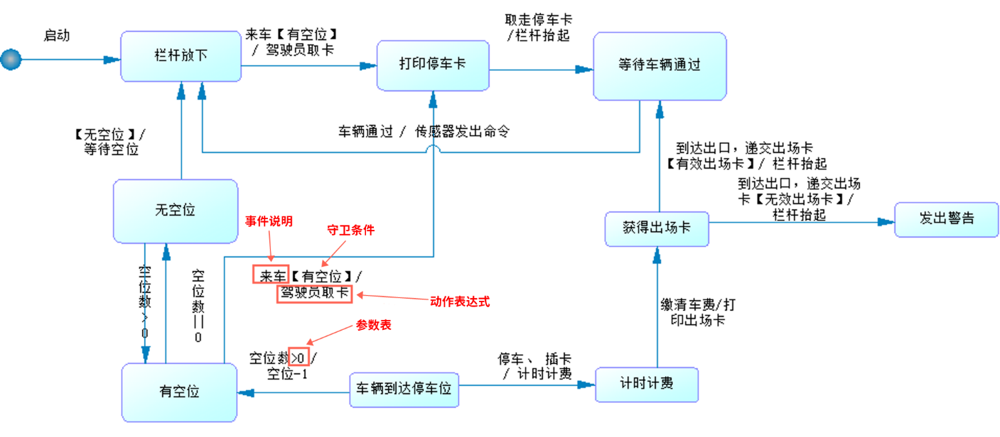 启动
栏杆放下
来车【有空位】
/ 驾驶员取卡
打印停车卡
取走停车卡
/栏杆抬起
等待车辆通过
【无空位】/
等待空位
车辆通过 / 传感器发出命令
到达出口，递交出场卡
【有效出场卡】/ 栏杆抬起
到达出口，递交出场
卡【无效出场卡】/
栏杆抬起
无空位
事件说明
守卫条件
获得出场卡
发出警告
空位数>0
空位数||0
来车【有空位】/
驾驶员取卡
动作表达式
参数表
缴清车费/打
印出场卡
空位数>0 /
空位-1
停车、 插卡
/ 计时计费
有空位
车辆到达停车位
计时计费